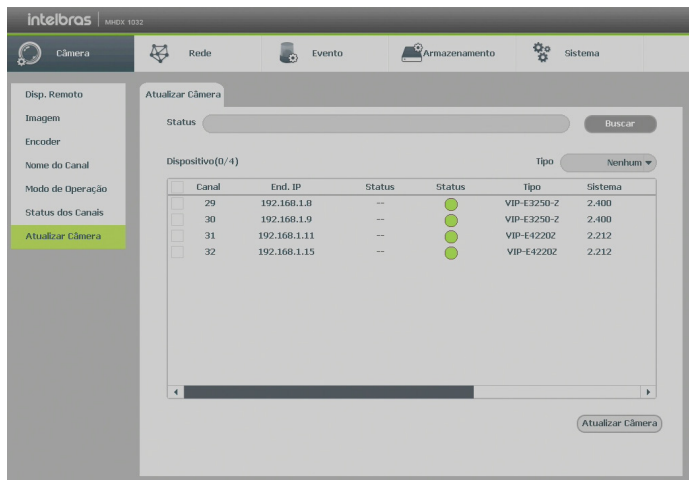 intelbras | MHDX 1032
Câmera Rede Evento Armazenamento Sistema
Disp. Remoto
Imagem
Encoder
Nome do Canal
Modo de Operação
Status dos Canais
Atualizar Câmera
Atualizar Câmera
Status Buscar
Dispositivo(0/4) Tipo Nenhum
Canal End. IP Status Status Tipo Sistema
29 192.168.1.8 -- VIP-E3250-Z 2.400
30 192.168.1.9 -- VIP-E3250-Z 2.400
31 192.168.1.11 -- VIP-E4220Z 2.212
32 192.168.1.15 -- VIP-E4220Z 2.212
Atualizar Câmera